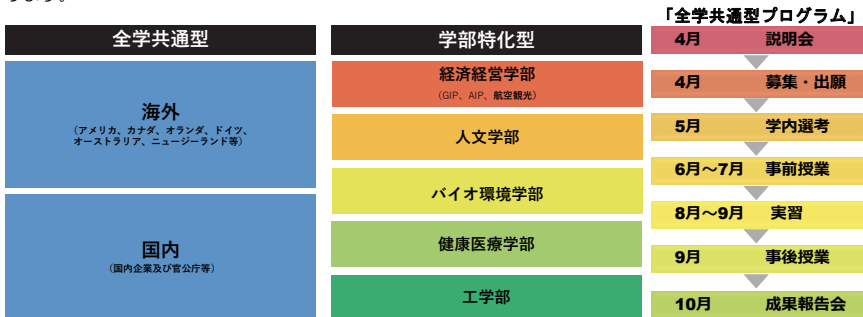 ります。
「全学共通型プログラム」
全学共通型
海外
（アメリカ、カナダ、オランダ、ドイツ、
オーストラリア、ニュージーランド等）
国内
（国内企業及び官公庁等）
学部特化型
経済経営学部
（GIP、AIP、航空観光）
人文学部
バイオ環境学部
健康医療学部
工学部
4月 説明会
4月 募集・出願
5月 学内選考
6月～7月 事前授業
8月～9月 実習
9月 事後授業
10月 成果報告会